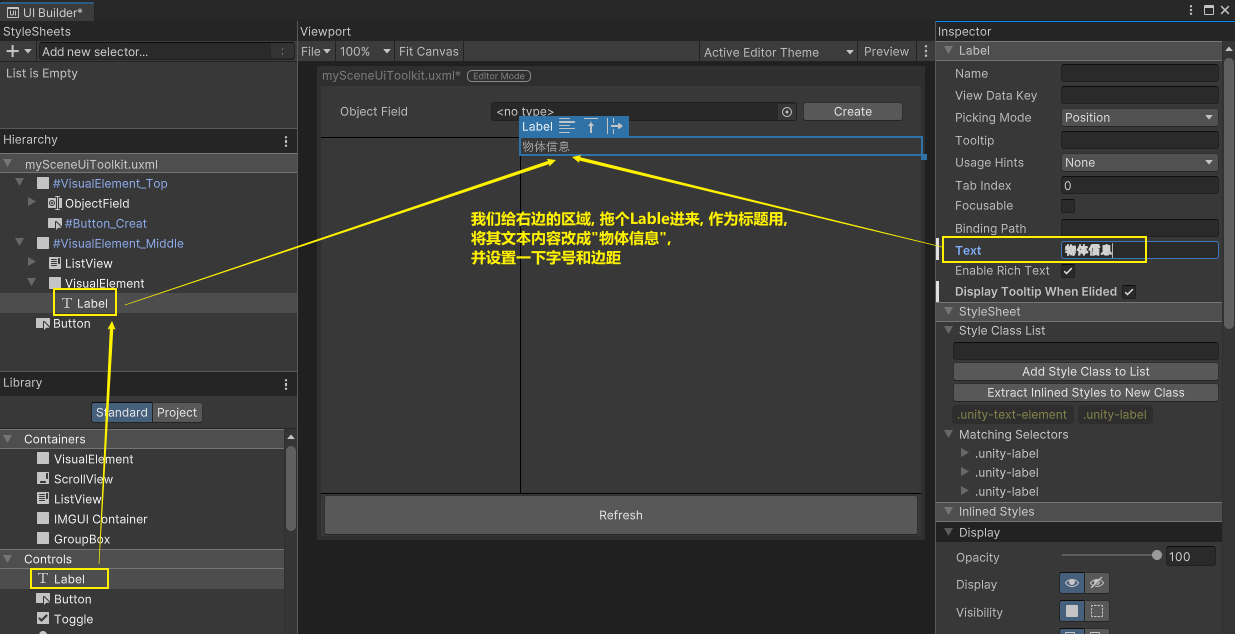 UI Builder*
StyleSheets
Add new selector...
List is Empty
Hierarchy
mySceneUiToolkit.uxml
#VisualElement_Top
ObjectField
#Button_Creat
#VisualElement_Middle
ListView
VisualElement
Label
Button
Library
Standard Project
Containers
VisualElement
ScrollView
ListView
IMGUI Container
GroupBox
Controls
Label
Button
Toggle
Viewport
File 100% Fit Canvas Active Editor Theme Preview
mySceneUiToolkit.uxml* Editor Mode
Object Field <no type> Create
Label
物体信息
我们给右边的区域, 拖个Lable进来, 作为标题用,
将其文本内容改成"物体信息",
并设置一下字号和边距
Refresh
Inspector
Label
Name
View Data Key
Picking Mode Position
Tooltip
Usage Hints None
Tab Index 0
Focusable
Binding Path
Text 物体信息
Enable Rich Text
Display Tooltip When Elided
StyleSheet
Style Class List
Add Style Class to List
Extract Inlined Styles to New Class
.unity-text-element .unity-label
Matching Selectors
.unity-label
.unity-label
.unity-label
Inlined Styles
Display
Opacity 100
Display
Visibility